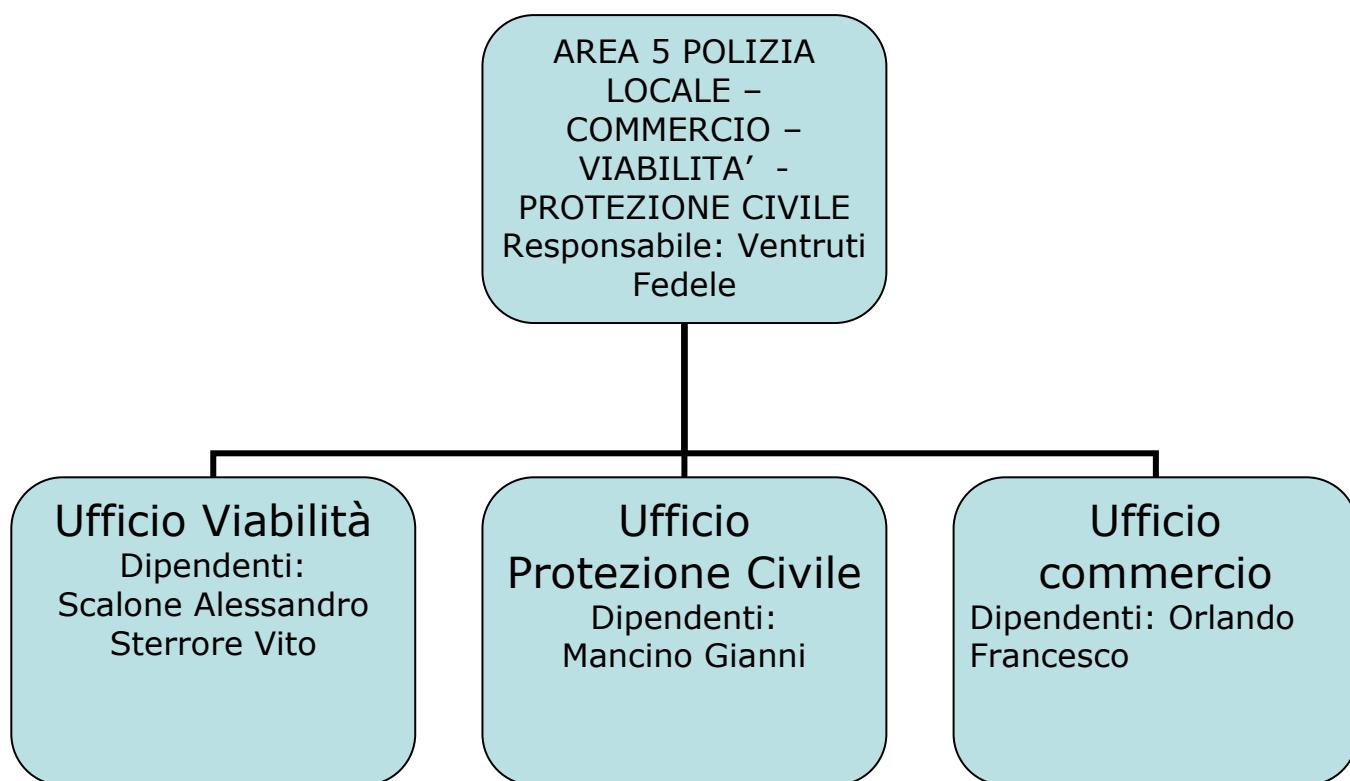 AREA 5 POLIZIA
LOCALE –
COMMERCIO –
VIABILITA’ -
PROTEZIONE CIVILE
Responsabile: Ventruti
Fedele
Ufficio Viabilità
Dipendenti:
Scalone Alessandro
Sterrore Vito
Ufficio
Protezione Civile
Dipendenti:
Mancino Gianni
Ufficio
commercio
Dipendenti: Orlando
Francesco